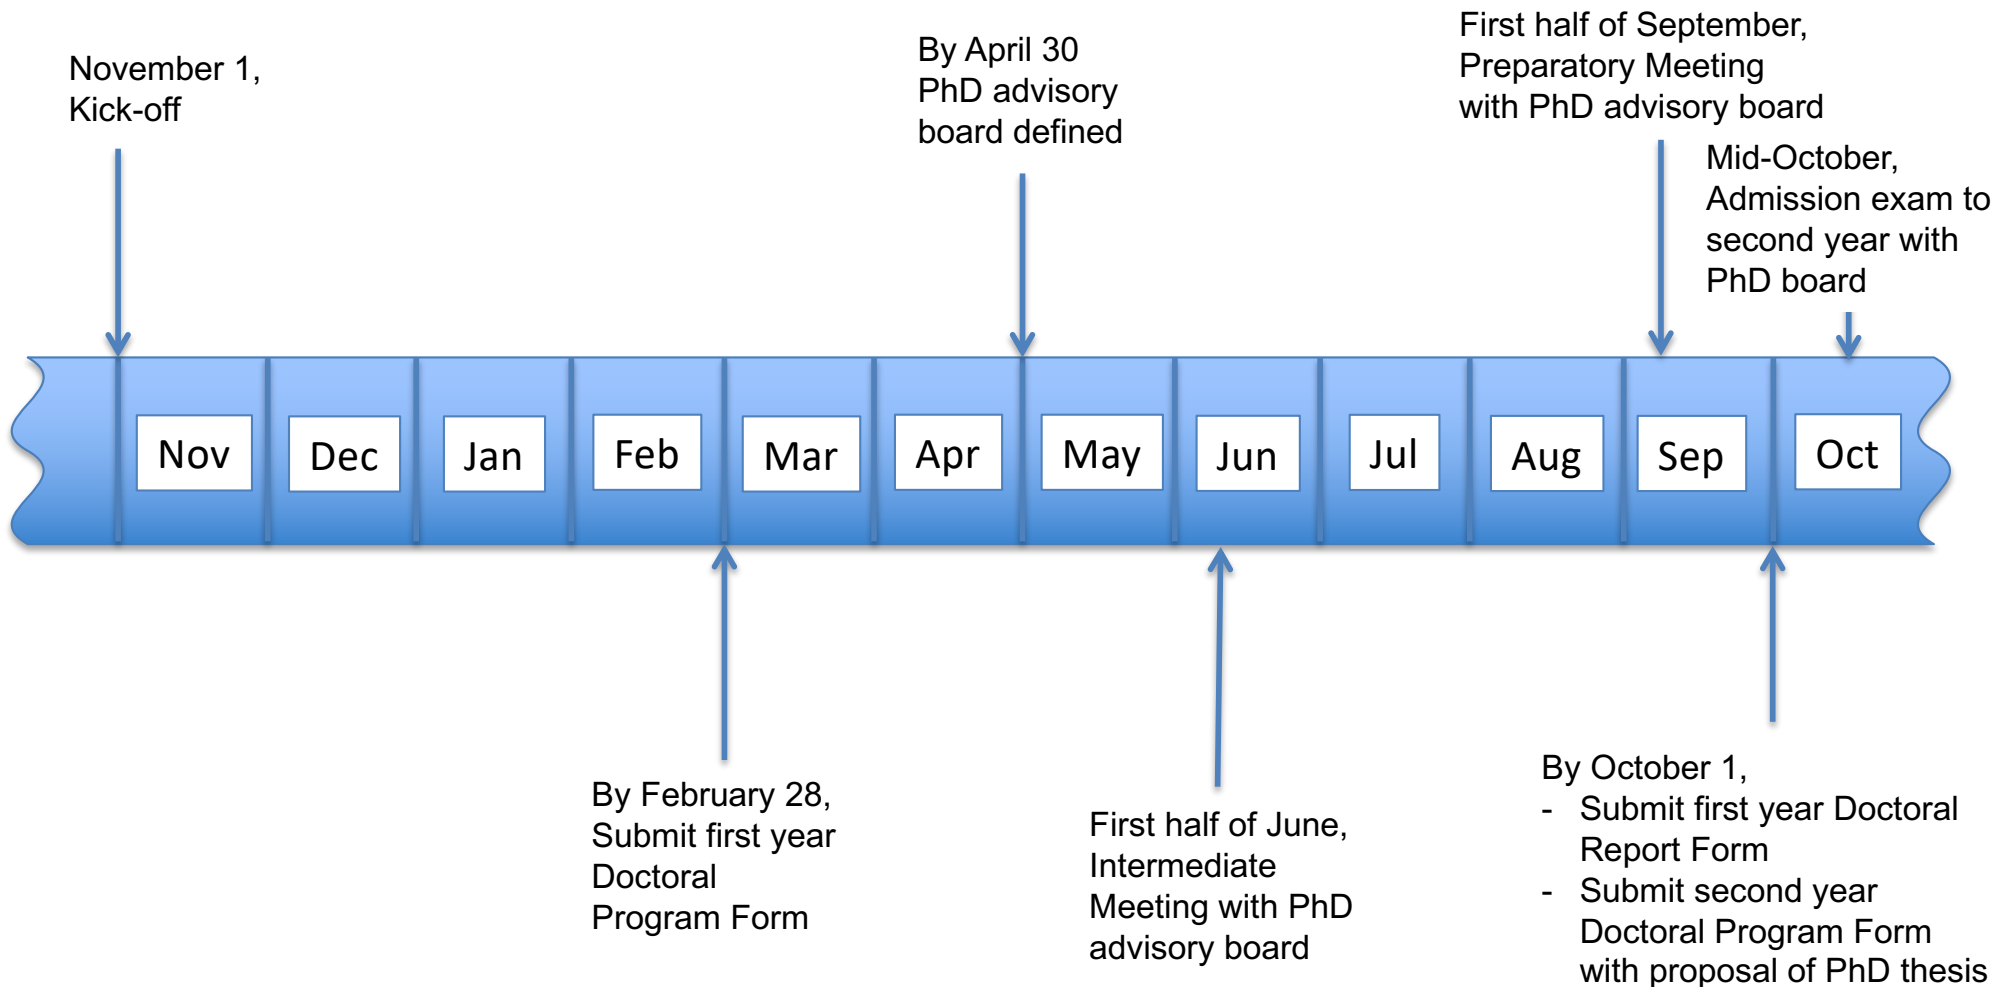 November 1,
Kick-off
By April 30
PhD advisory
board defined
First half of September,
Preparatory Meeting
with PhD advisory board
Mid-October,
Admission exam to
second year with
PhD board
Nov
Dec
Jan
Feb
Mar
Apr
May
Jun
Jul
Aug
Sep
Oct
By February 28,
Submit first year
Doctoral
Program Form
First half of June,
Intermediate
Meeting with PhD
advisory board
By October 1,
- Submit first year Doctoral
Report Form
- Submit second year
Doctoral Program Form
with proposal of PhD thesis